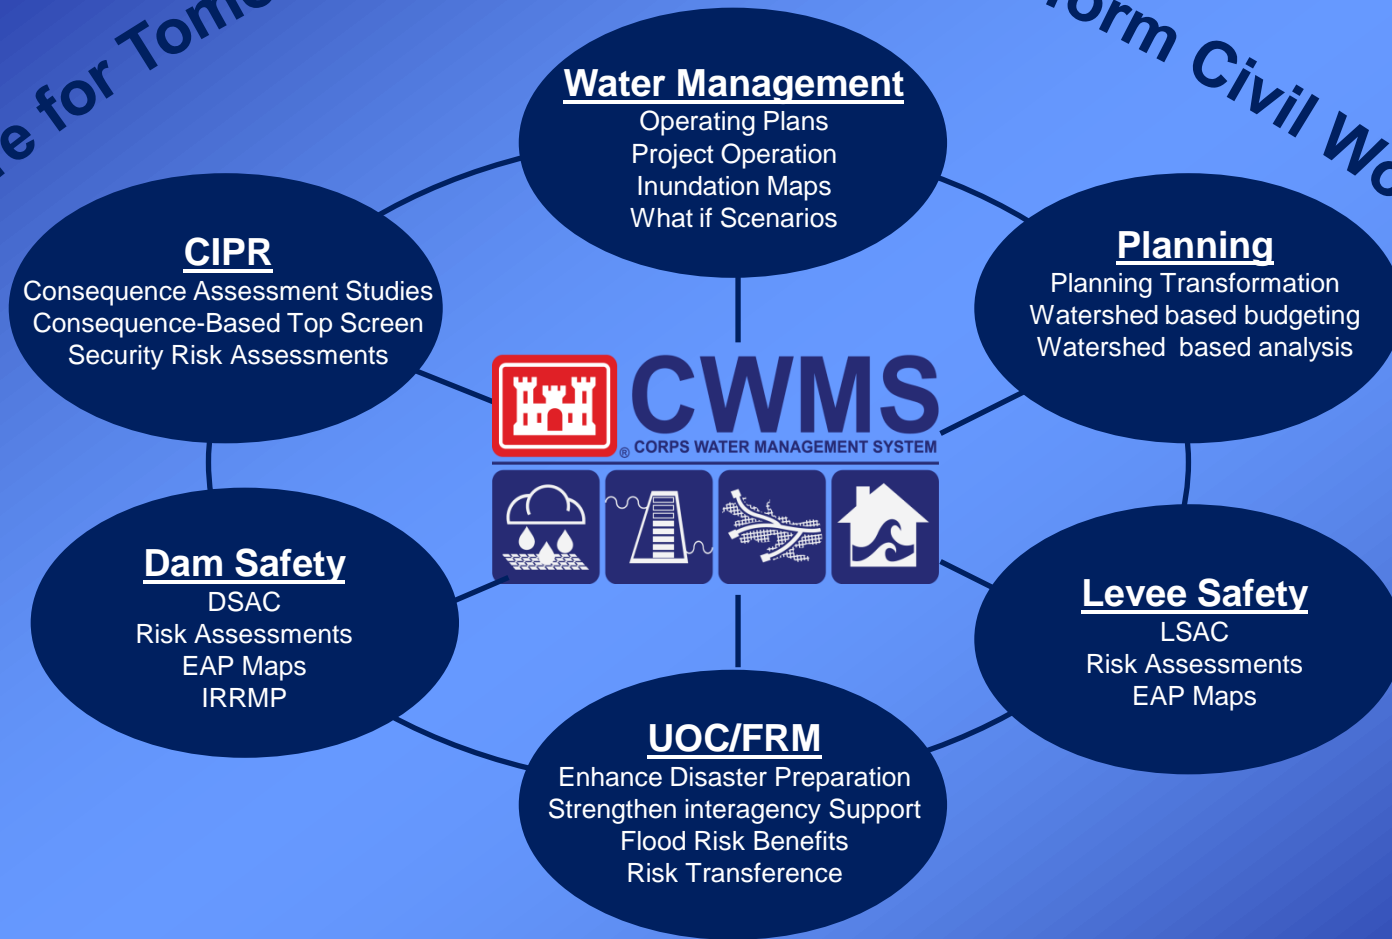 for Tom
form Civil Wo
Water Management
Operating Plans
Project Operation
Inundation Maps
What if Scenarios
CIPR
Consequence Assessment Studies
Consequence-Based Top Screen
Security Risk Assessments
Planning
Planning Transformation
Watershed based budgeting
Watershed based analysis
CWMS
® CORPS WATER MANAGEMENT SYSTEM
Dam Safety
DSAC
Risk Assessments
EAP Maps
IRRMP
Levee Safety
LSAC
Risk Assessments
EAP Maps
UOC/FRM
Enhance Disaster Preparation
Strengthen interagency Support
Flood Risk Benefits
Risk Transference